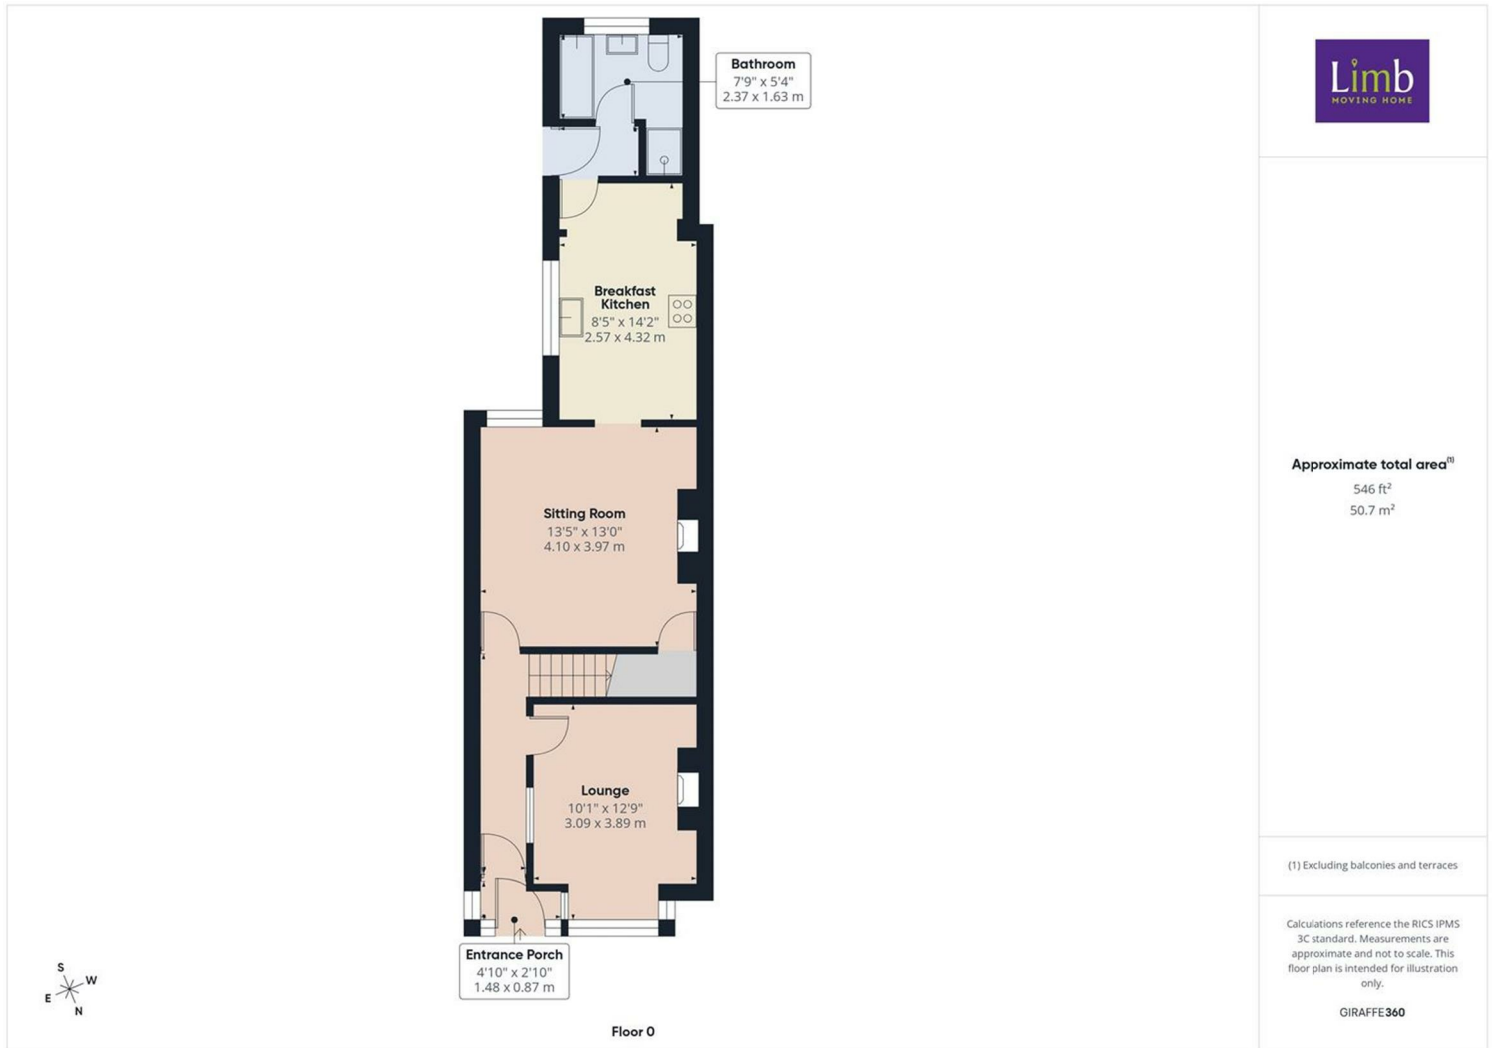 Bathroom
7'9" x 5'4"
2.37 x 1.63 m
Breakfast
Kitchen
8'5" x 14'2"
2.57 x 4.32 m
Sitting Room
13'5" x 13'0"
4.10 x 3.97 m
Lounge
10'1" x 12'9"
3.09 x 3.89 m
Entrance Porch
4'10" x 2'10"
1.48 x 0.87 m
S
W
E
N
Floor 0
Limb
MOVING HOME
Approximate total area(1)
546 ft²
50.7 m²
(1) Excluding balconies and terraces
Calculations reference the RICS IPMS
3C standard. Measurements are
approximate and not to scale. This
floor plan is intended for illustration
only.
GIRAFFE360